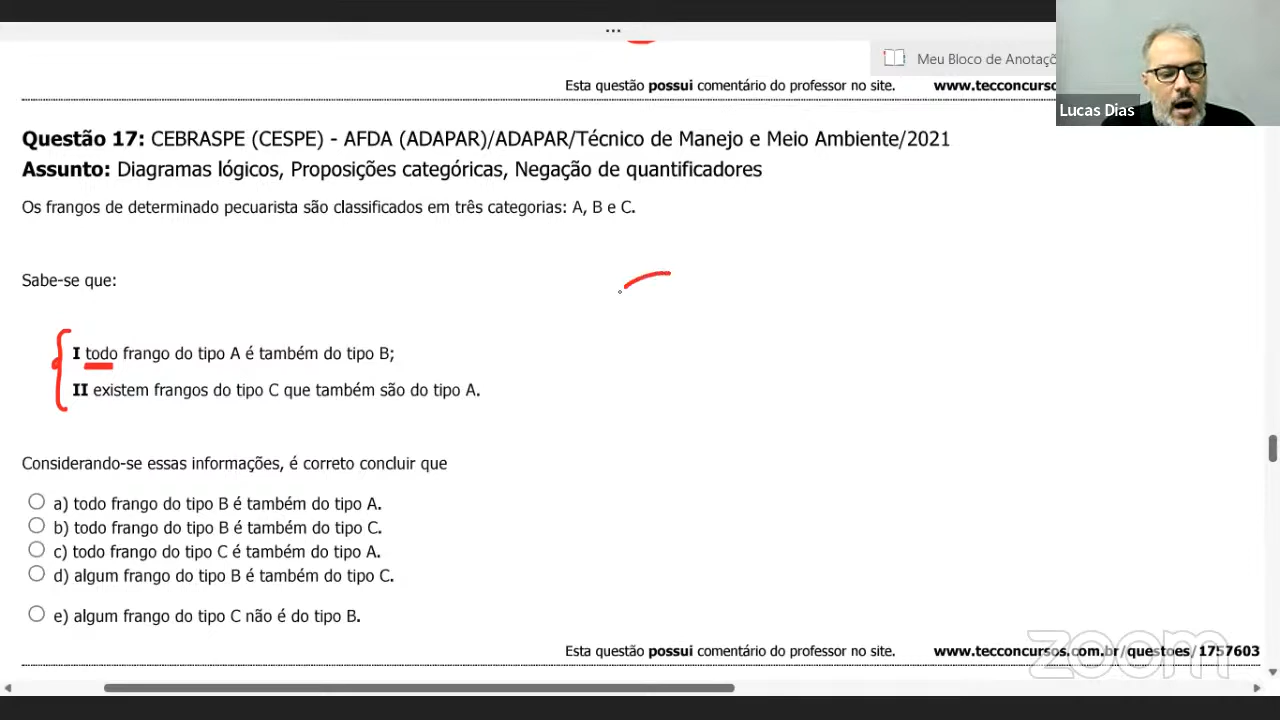 ...
Meu Bloco de Anotaçõ
Esta questão possui comentário do professor no site. www.tecconcurso
Lucas Dias
Questão 17: CEBRASPE (CESPE) - AFDA (ADAPAR)/ADAPAR/Técnico de Manejo e Meio Ambiente/2021
Assunto: Diagramas lógicos, Proposições categóricas, Negação de quantificadores
Os frangos de determinado pecuarista são classificados em três categorias: A, B e C.
Sabe-se que:
I todo frango do tipo A é também do tipo B;
II existem frangos do tipo C que também são do tipo A.
Considerando-se essas informações, é correto concluir que
a) todo frango do tipo B é também do tipo A.
b) todo frango do tipo B é também do tipo C.
c) todo frango do tipo C é também do tipo A.
d) algum frango do tipo B é também do tipo C.
e) algum frango do tipo C não é do tipo B.
Esta questão possui comentário do professor no site. www.tecconcursos.com.br/questoes/1757603
zoom